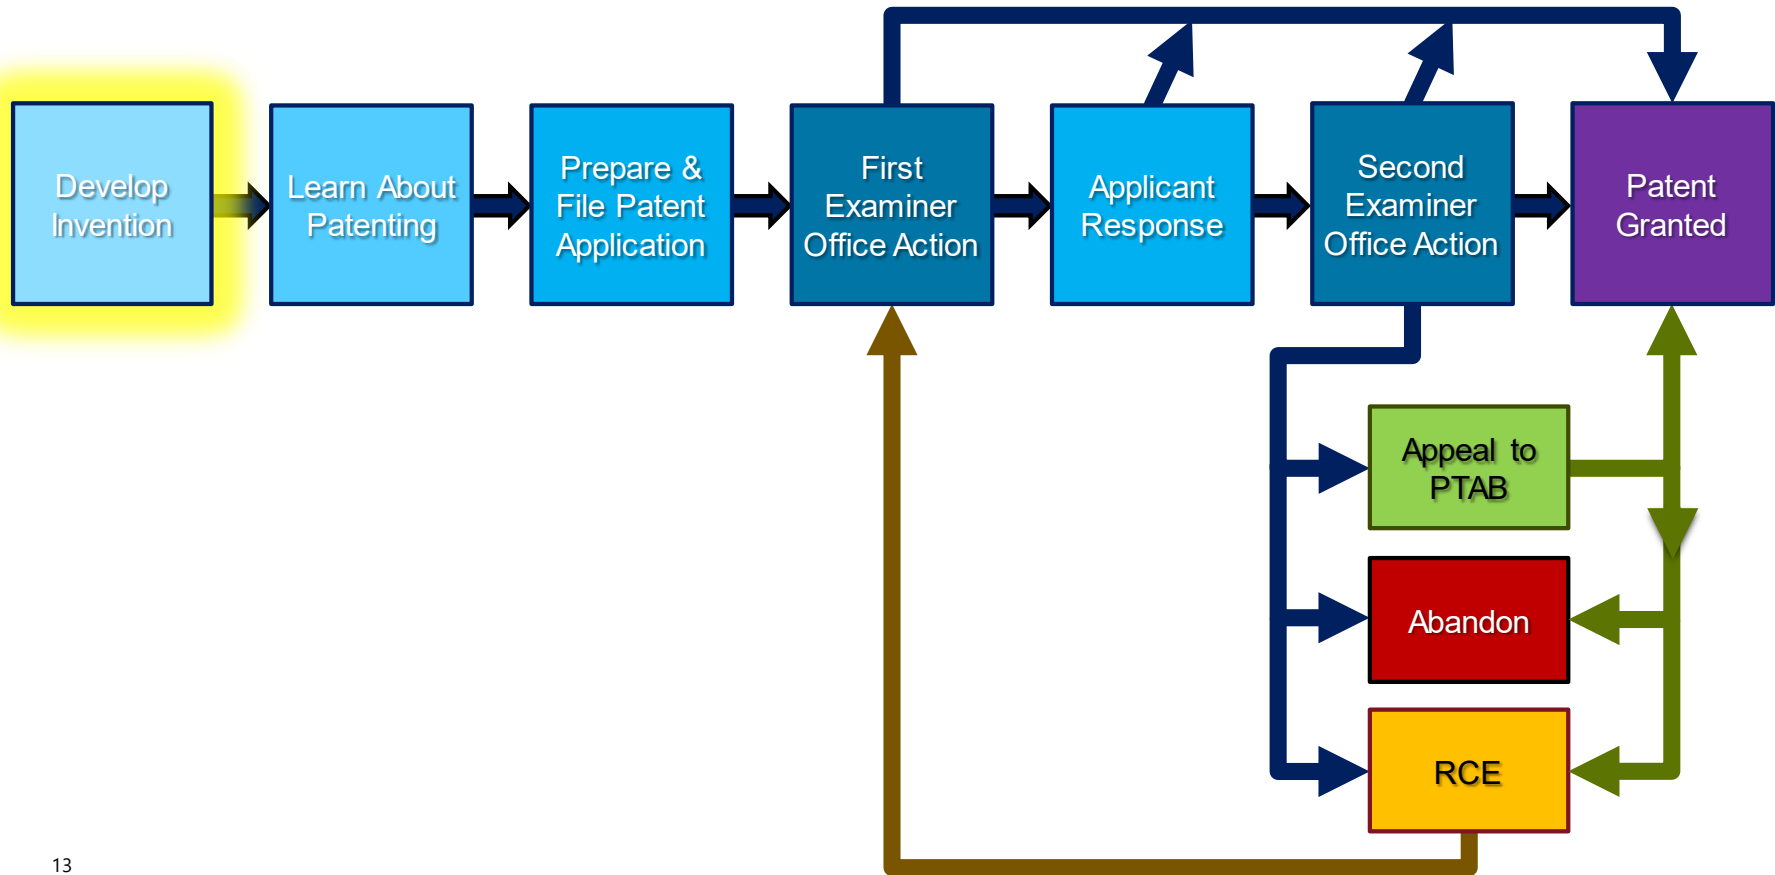 Develop
Invention
Learn About
Patenting
Prepare &
File Patent
Application
First
Examiner
Office Action
Applicant
Response
Second
Examiner
Office Action
Patent
Granted
Appeal to
PTAB
Abandon
RCE
13